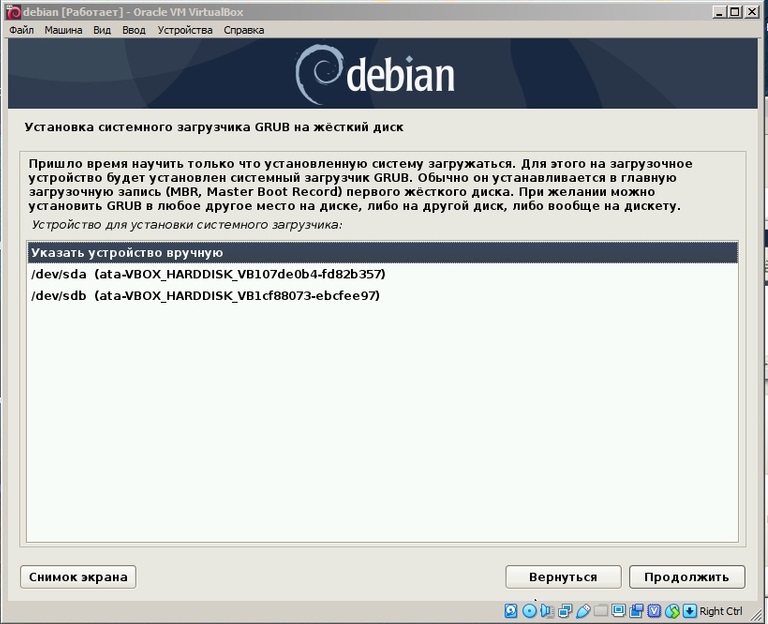 debian [Работает] - Oracle VM VirtualBox
Файл Машина Вид Ввод Устройства Справка
debian
Установка системного загрузчика GRUB на жёсткий диск
Пришло время научить только что установленную систему загружаться. Для этого на загрузочное
устройство будет установлен системный загрузчик GRUB. Обычно он устанавливается в главную
загрузочную запись (MBR, Master Boot Record) первого жёсткого диска. При желании можно
установить GRUB в любое другое место на диске, либо на другой диск, либо вообще на дискету.
Устройство для установки системного загрузчика:
Указать устройство вручную
/dev/sda (ata-VBOX_HARDDISK_VB107de0b4-fd82b357)
/dev/sdb (ata-VBOX_HARDDISK_VB1cf88073-ebcfee97)
Снимок экрана Вернуться Продолжить
Right Ctrl